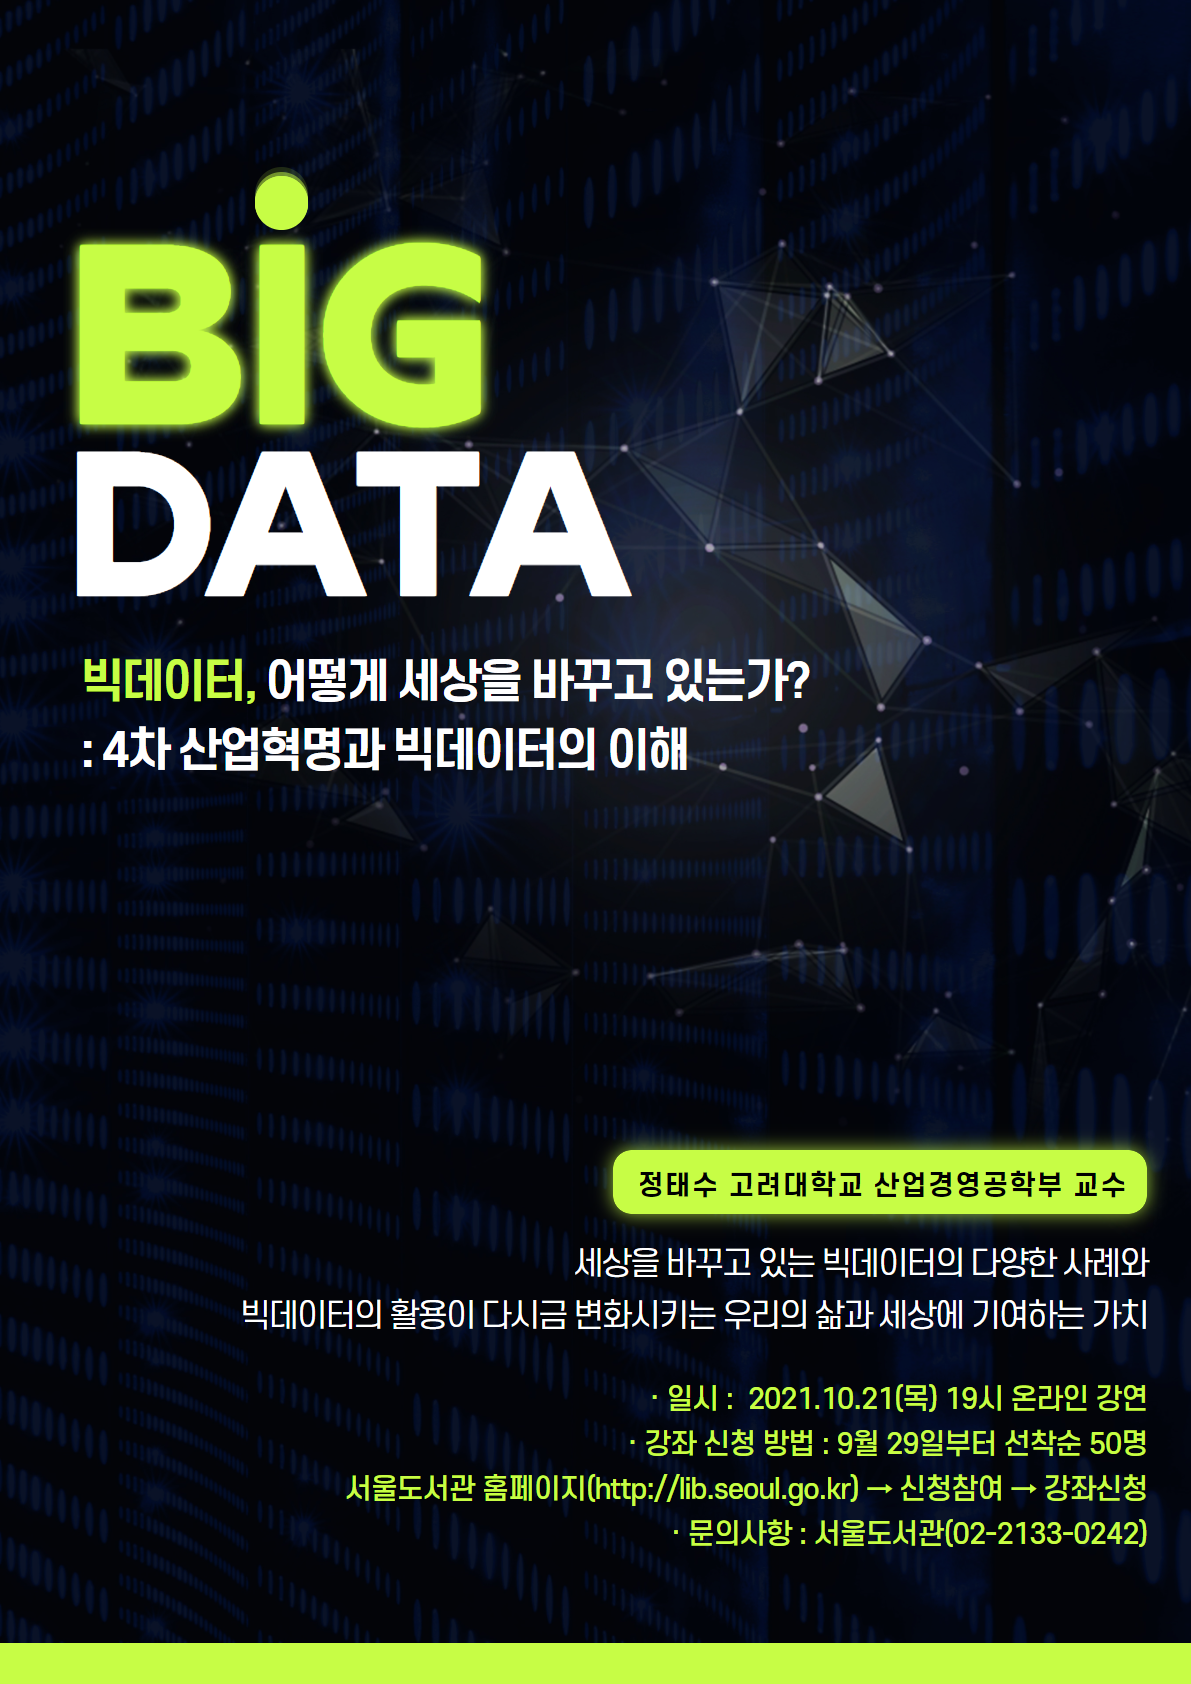 BiG
DATA
빅데이터, 어떻게 세상을 바꾸고 있는가?
: 4차 산업혁명과 빅데이터의 이해
정태수 고려대학교 산업경영공학부 교수
세상을 바꾸고 있는 빅데이터의 다양한 사례와
빅데이터의 활용이 다시금 변화시키는 우리의 삶과 세상에 기여하는 가치
· 일시 : 2021.10.21(목) 19시 온라인 강연
· 강좌 신청 방법 : 9월 29일부터 선착순 50명
서울도서관 홈페이지(http://lib.seoul.go.kr) → 신청참여 → 강좌신청
· 문의사항 : 서울도서관(02-2133-0242)